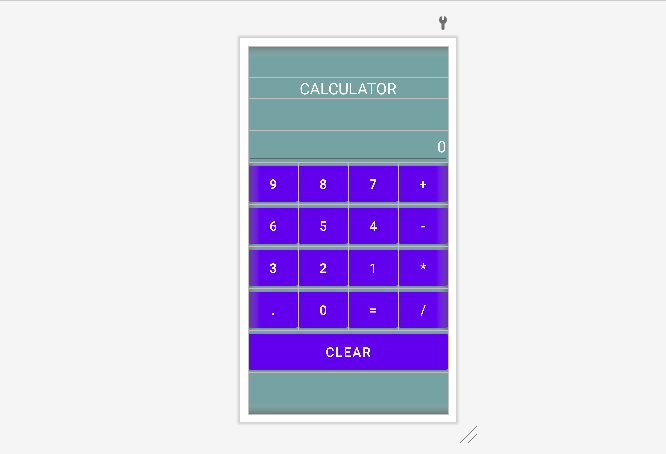 CALCULATOR
0
9 8 7 +
6 5 4 -
3 2 1 *
. 0 = /
CLEAR